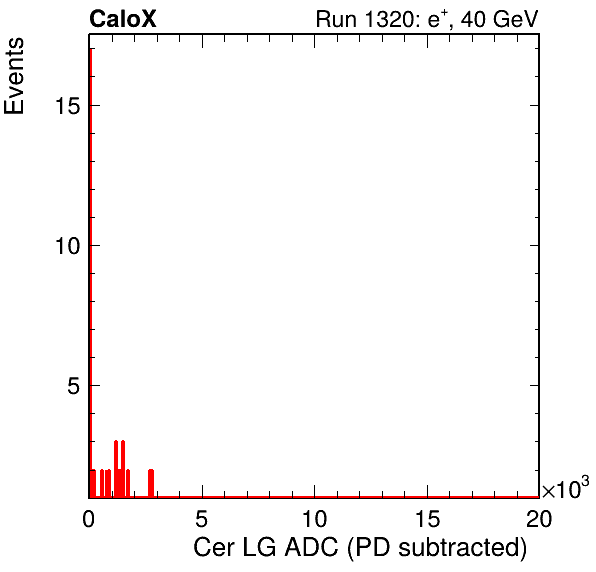 CaloX Run 1320: e⁺, 40 GeV
Events
15
10
5
0 5 10 15 20
×10³
Cer LG ADC (PD subtracted)